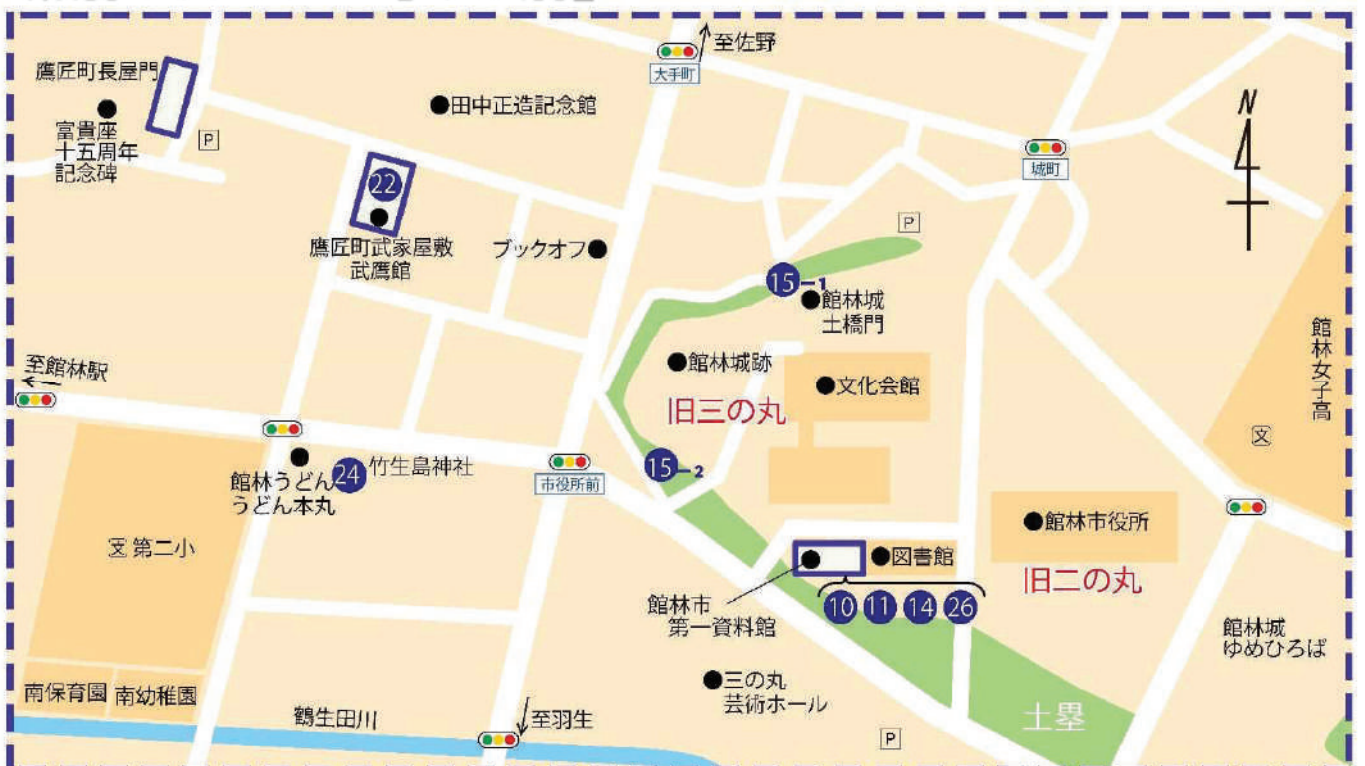 至佐野
大手町
鷹匠町長屋門
富貴座
十五周年
記念碑
P
田中正造記念館
N
城町
22
鷹匠町武家屋敷
武鷹館
ブックオフ
P
15-1
館林城
土橋門
館林女子高
至館林駅
館林城跡
文化会館
旧三の丸
文
24
竹生島神社
館林うどん
うどん本丸
市役所前
15-2
文 第二小
館林市役所
図書館
旧二の丸
館林市
第一資料館
10 11 14 26
館林城
ゆめひろば
南保育園
南幼稚園
三の丸
芸術ホール
鶴生田川
至羽生
土塁
P